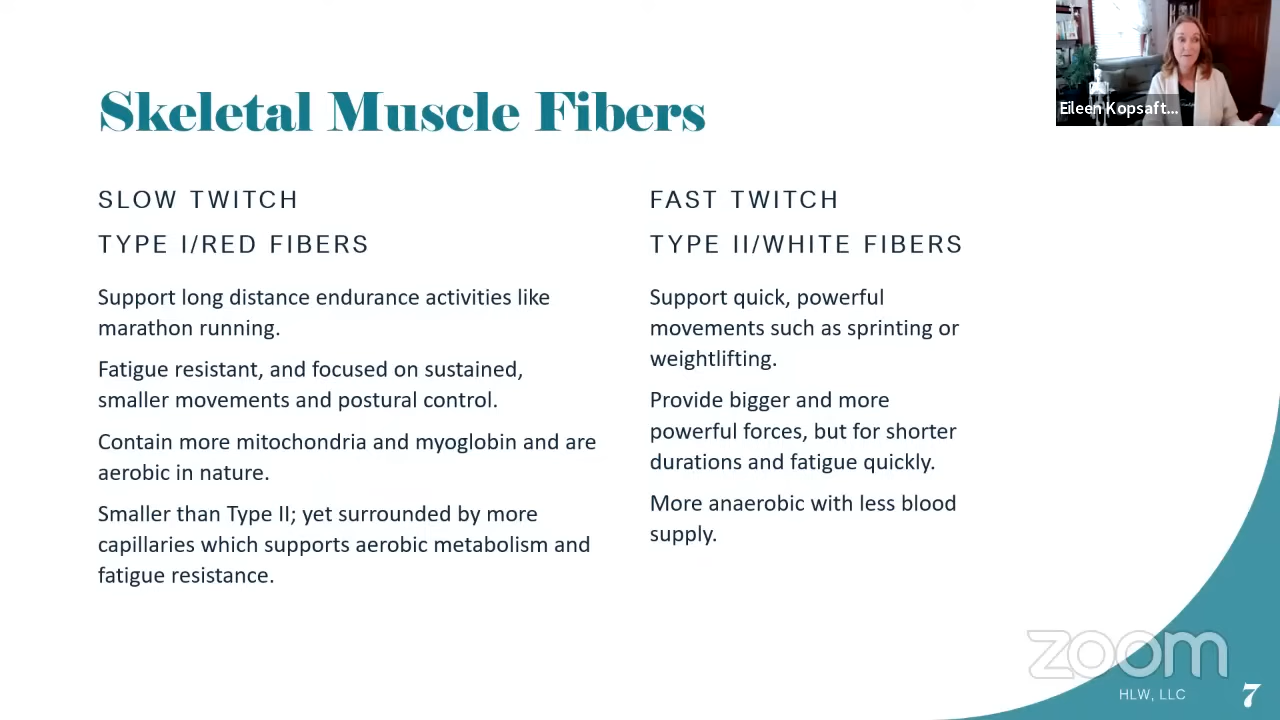 Skeletal Muscle Fibers
Eileen Kopsaft...
SLOW TWITCH
TYPE I/RED FIBERS
Support long distance endurance activities like
marathon running.
Fatigue resistant, and focused on sustained,
smaller movements and postural control.
Contain more mitochondria and myoglobin and are
aerobic in nature.
Smaller than Type II; yet surrounded by more
capillaries which supports aerobic metabolism and
fatigue resistance.
FAST TWITCH
TYPE II/WHITE FIBERS
Support quick, powerful
movements such as sprinting or
weightlifting.
Provide bigger and more
powerful forces, but for shorter
durations and fatigue quickly.
More anaerobic with less blood
supply.
zoom
HLW, LLC
7